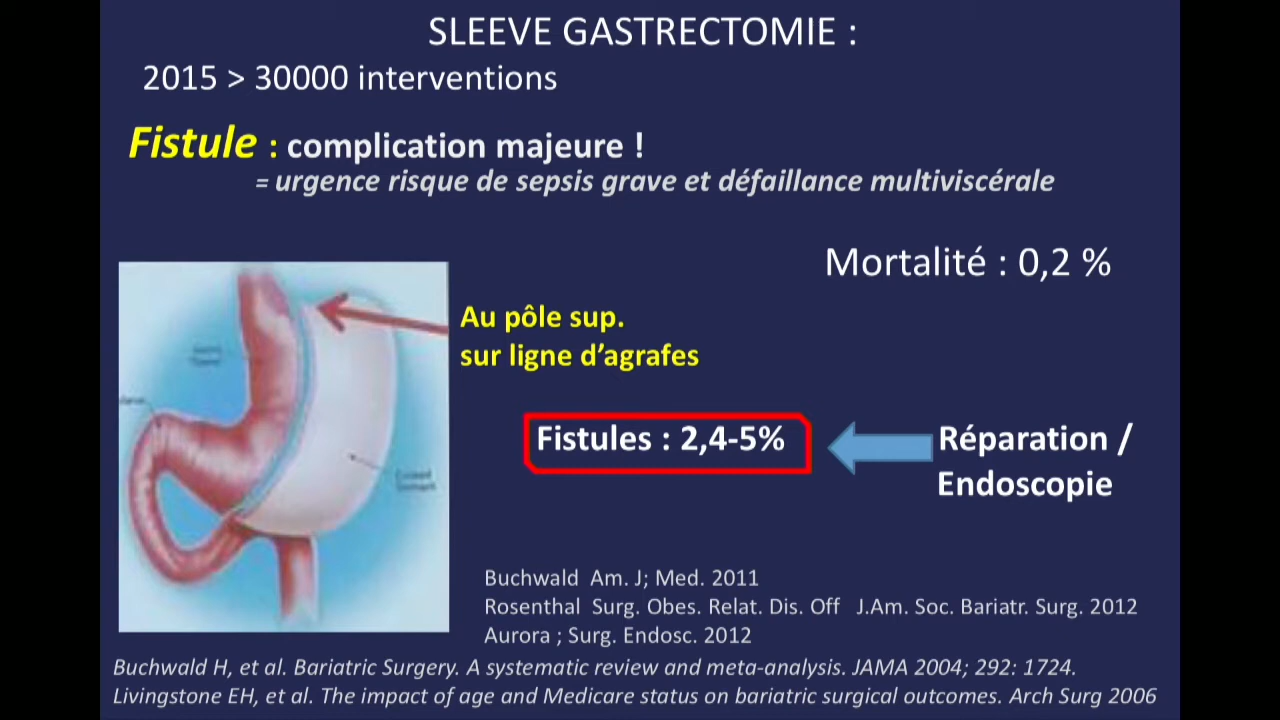 SLEEVE GASTRECTOMIE :
2015 > 30000 interventions
Fistule : complication majeure !
= urgence risque de sepsis grave et défaillance multiviscérale
Mortalité : 0,2 %
Au pôle sup.
sur ligne d’agrafes
Fistules : 2,4-5%
Réparation /
Endoscopie
Buchwald Am. J; Med. 2011
Rosenthal Surg. Obes. Relat. Dis. Off J.Am. Soc. Bariatr. Surg. 2012
Aurora ; Surg. Endosc. 2012
Buchwald H, et al. Bariatric Surgery. A systematic review and meta-analysis. JAMA 2004; 292: 1724.
Livingstone EH, et al. The impact of age and Medicare status on bariatric surgical outcomes. Arch Surg 2006